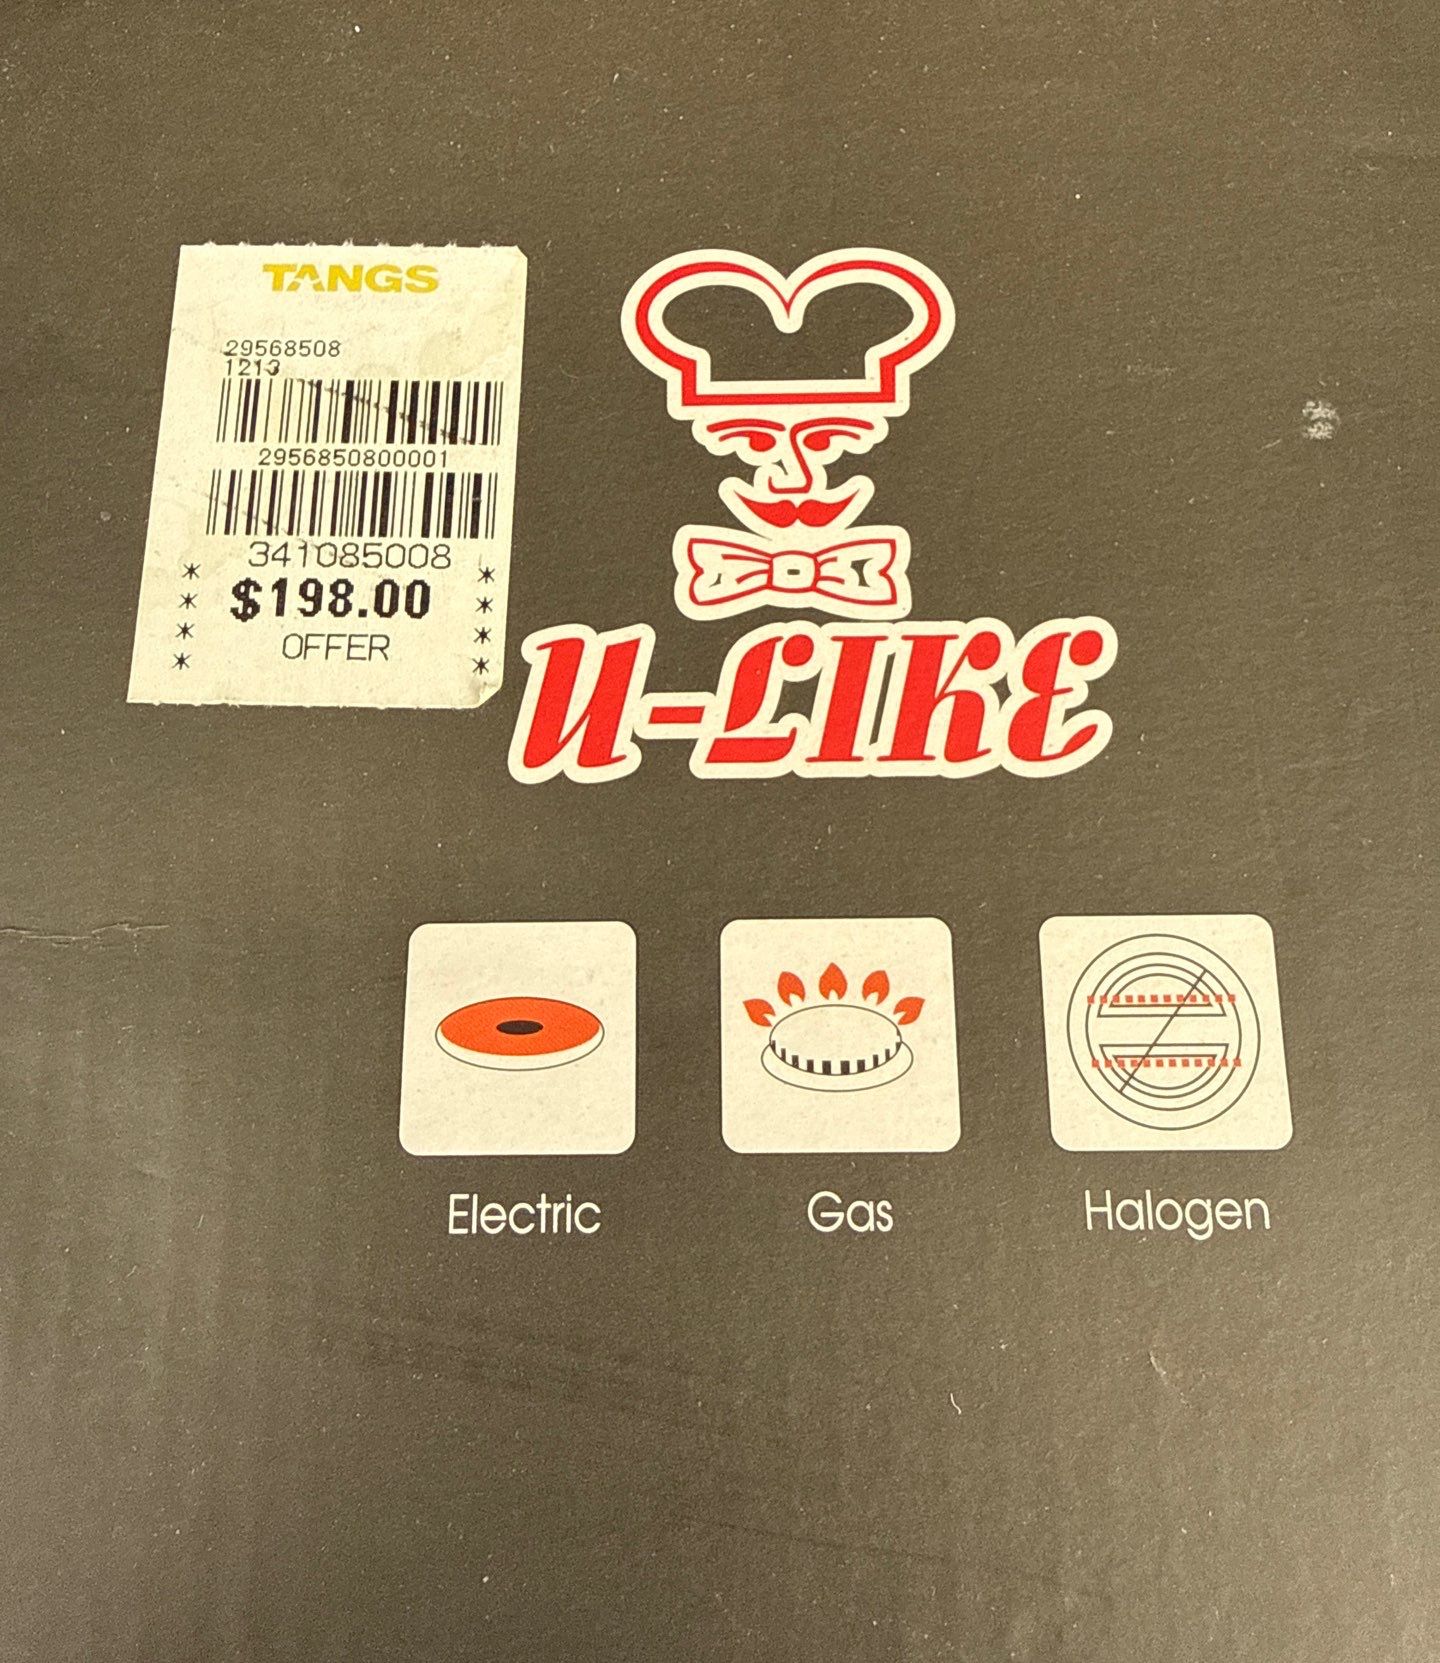 TANGS
29568508
1213
2956850800001
341085008
$198.00
OFFER
U-LIKE
Electric
Gas
Halogen